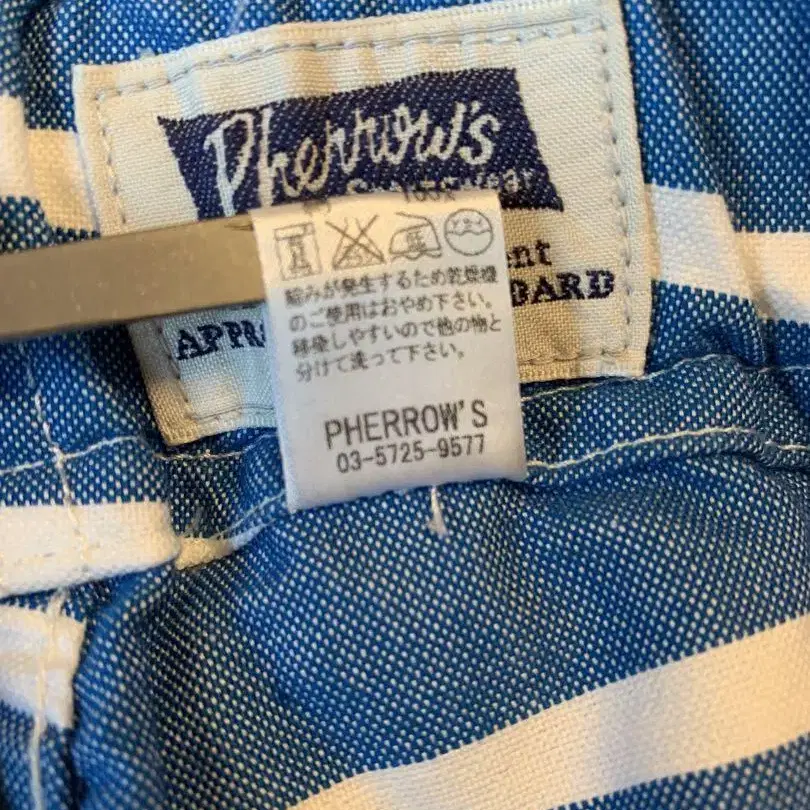 Pherrow's
Sportswear
縮みが発生するため乾燥機
のご使用はおやめ下さい。
移染しやすいので他の物と
分けて洗って下さい。
PHERROW'S
03-5725-9577